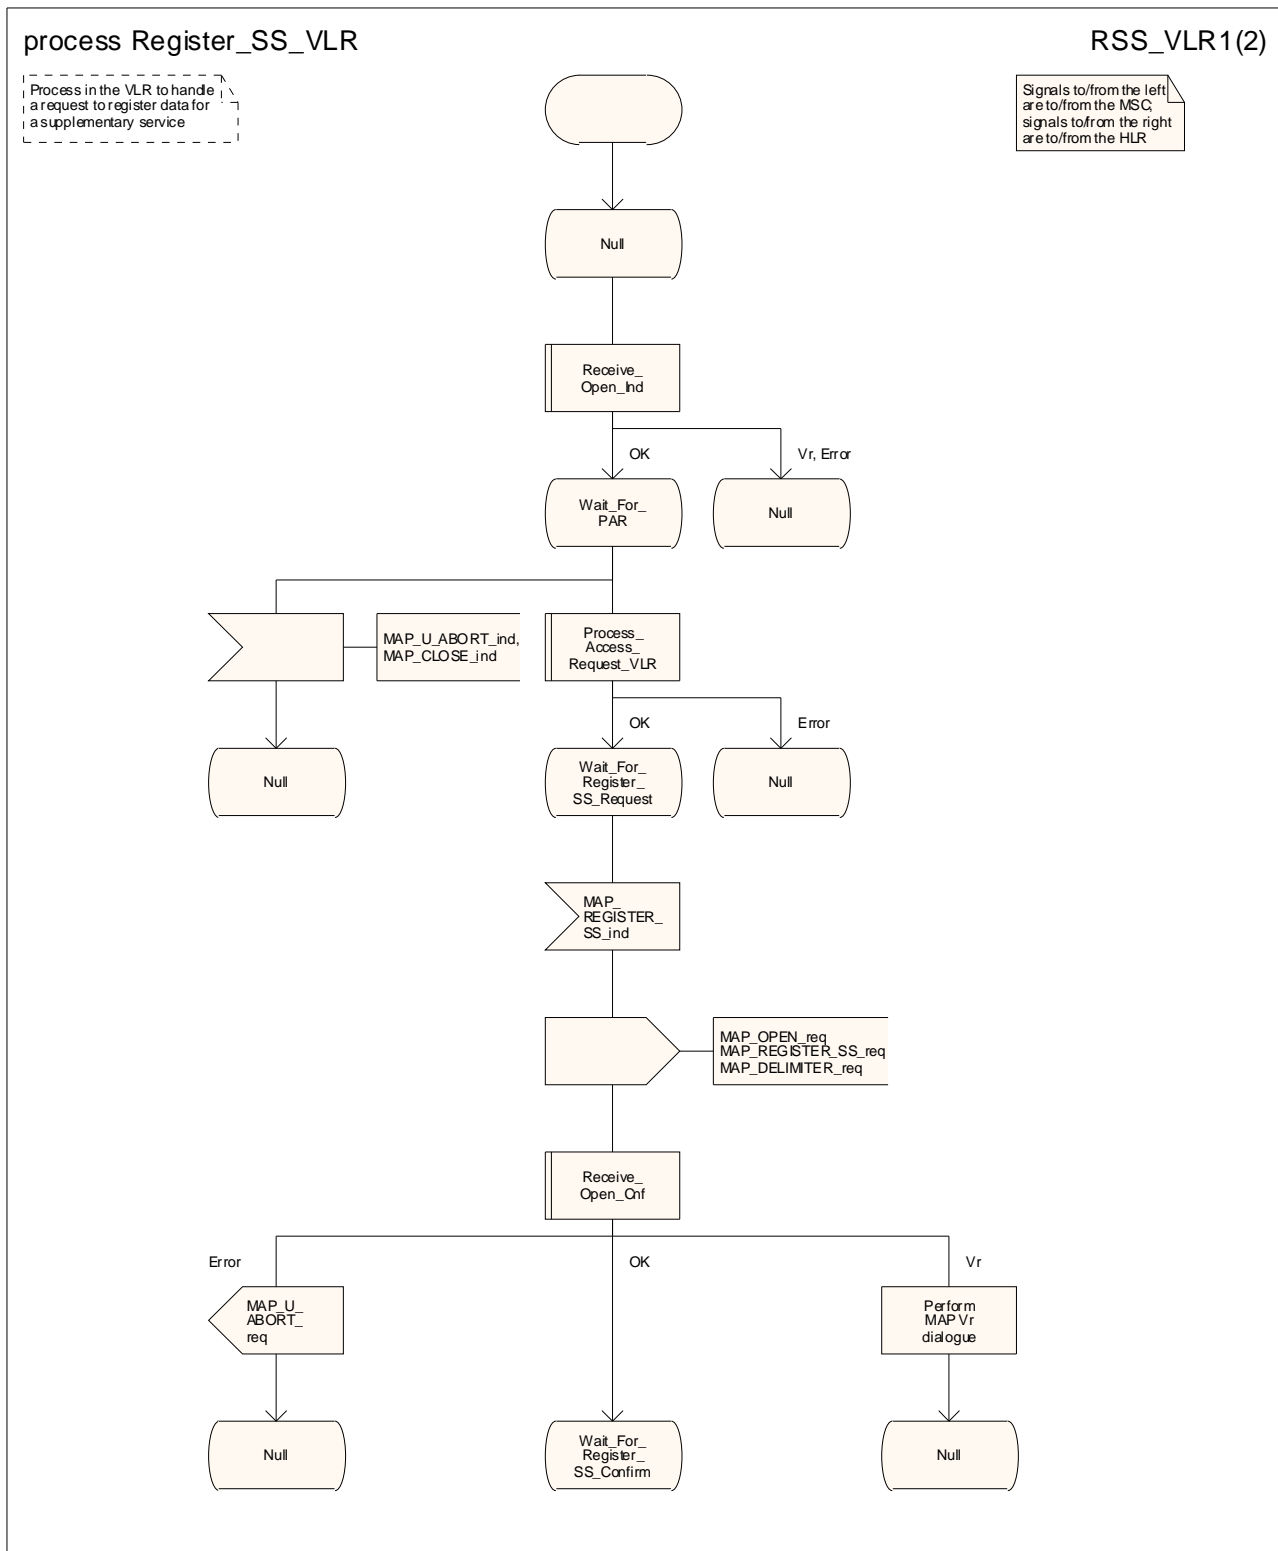 process Register_SS_VLR
RSS_VLR1(2)
Process in the VLR to handle
a request to register data for
a supplementary service
Signals to/from the left
are to/from the MSC;
signals to/from the right
are to/from the HLR
Null
Receive_
Open_Ind
OK
Vr, Error
Wait_For_
PAR
Null
MAP_U_ABORT_ind,
MAP_CLOSE_ind
Process_
Access_
Request_VLR
OK
Error
Null
Wait_For_
Register_
SS_Request
Null
MAP_
REGISTER_
SS_ind
MAP_OPEN_req
MAP_REGISTER_SS_req
MAP_DELIMITER_req
Receive_
Open_Cnf
Error
OK
Vr
MAP_U_
ABORT_
req
Perform
MAP Vr
dialogue
Null
Wait_For_
Register_
SS_Confirm
Null